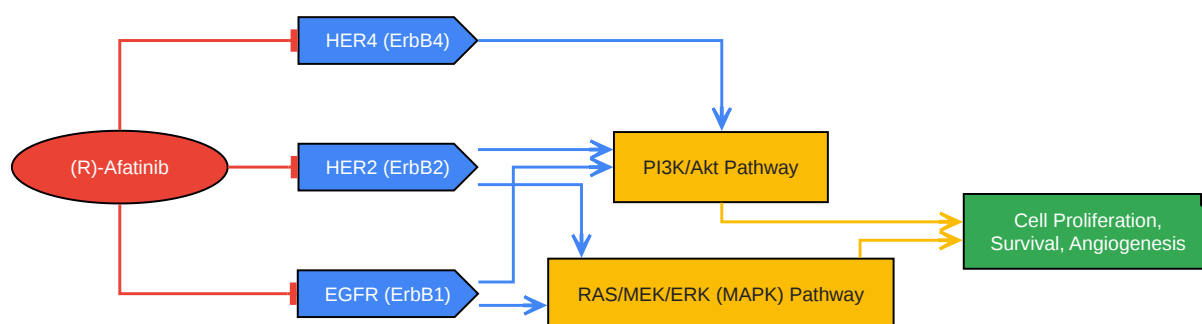 HER4 (ErbB4)
(R)-Afatinib
HER2 (ErbB2)
PI3K/Akt Pathway
Cell Proliferation,
Survival, Angiogenesis
EGFR (ErbB1)
RAS/MEK/ERK (MAPK) Pathway